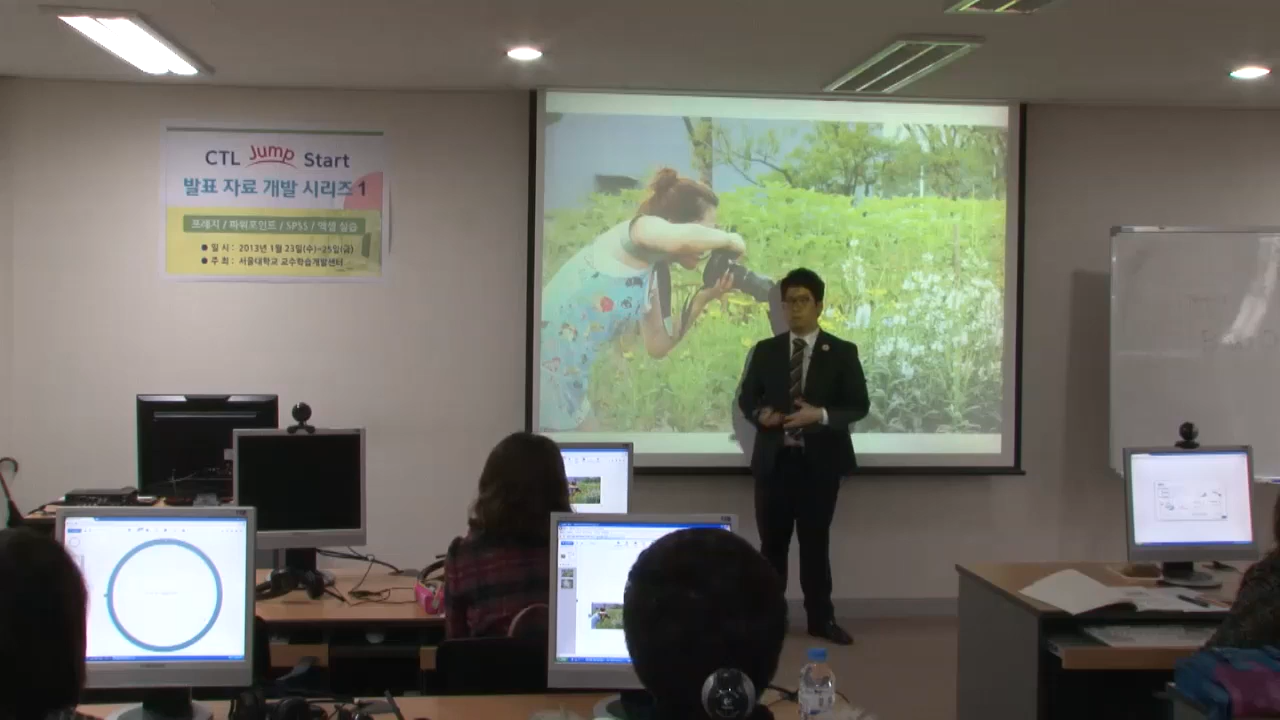 CTL Jump Start
발표 자료 개발 시리즈 1
프레지 / 파워포인트 / SPSS / 엑셀 실습
● 일 시 : 2013년 1월 23일(수)~25일(금)
● 주 최 : 서울대학교 교수학습개발센터